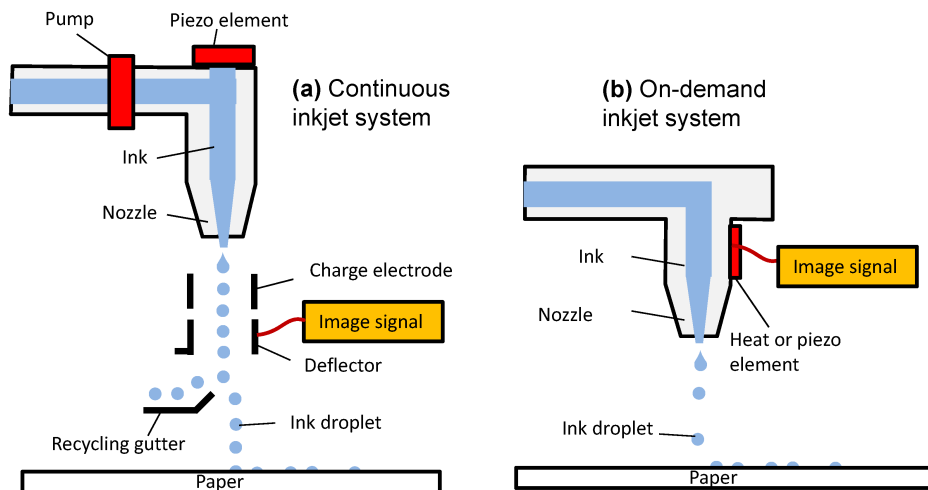 Pump
Piezo element
(a) Continuous
inkjet system
Ink
Nozzle
Charge electrode
Image signal
Deflector
Ink droplet
Recycling gutter
Paper
(b) On-demand
inkjet system
Ink
Image signal
Nozzle
Heat or piezo
element
Ink droplet
Paper